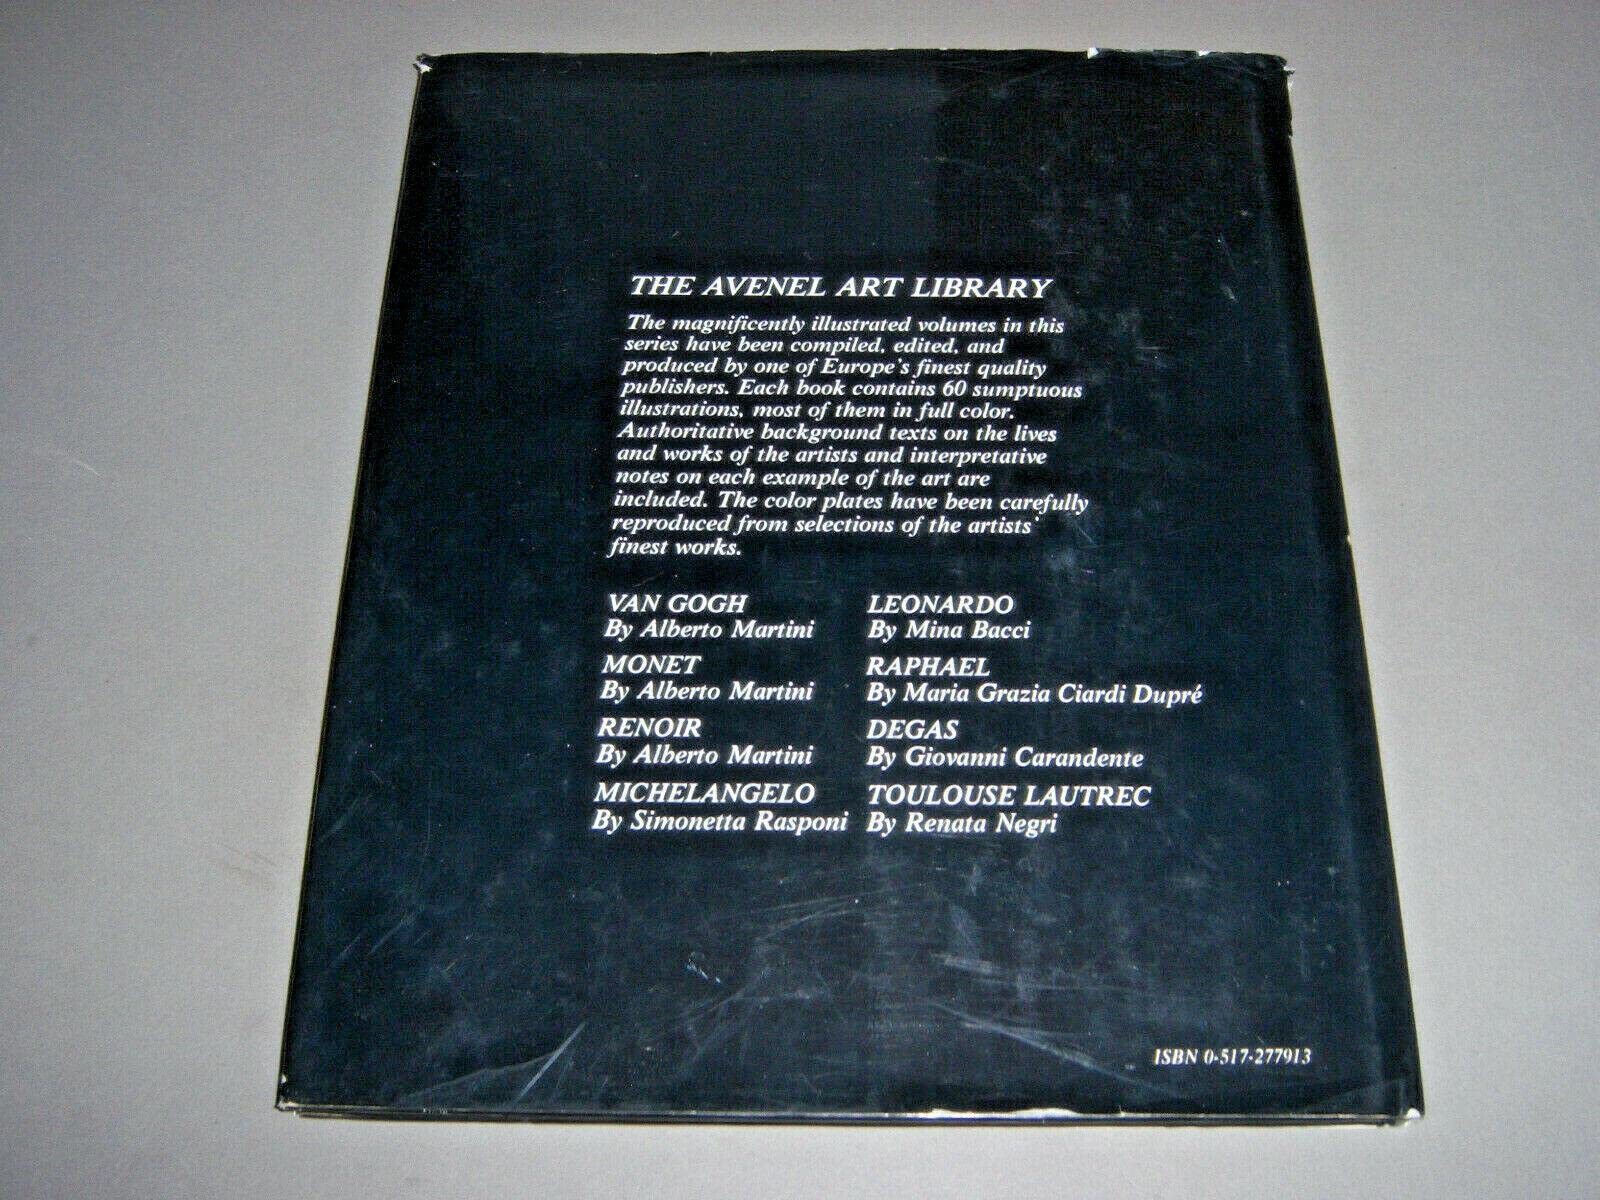 THE AVENEL ART LIBRARY
The magnificently illustrated volumes in this
series have been compiled, edited, and
produced by one of Europe's finest quality
publishers. Each book contains 60 sumptuous
illustrations, most of them in full color.
Authoritative background texts on the lives
and works of the artists and interpretative
notes on each example of the art are
included. The color plates have been carefully
reproduced from selections of the artists'
finest works.
VAN GOGH
By Alberto Martini
MONET
By Alberto Martini
RENOIR
By Alberto Martini
MICHELANGELO
By Simonetta Rasponi
LEONARDO
By Mina Bacci
RAPHAEL
By Maria Grazia Ciardi Dupré
DEGAS
By Giovanni Carandente
TOULOUSE LAUTREC
By Renata Negri
ISBN 0-517-277913